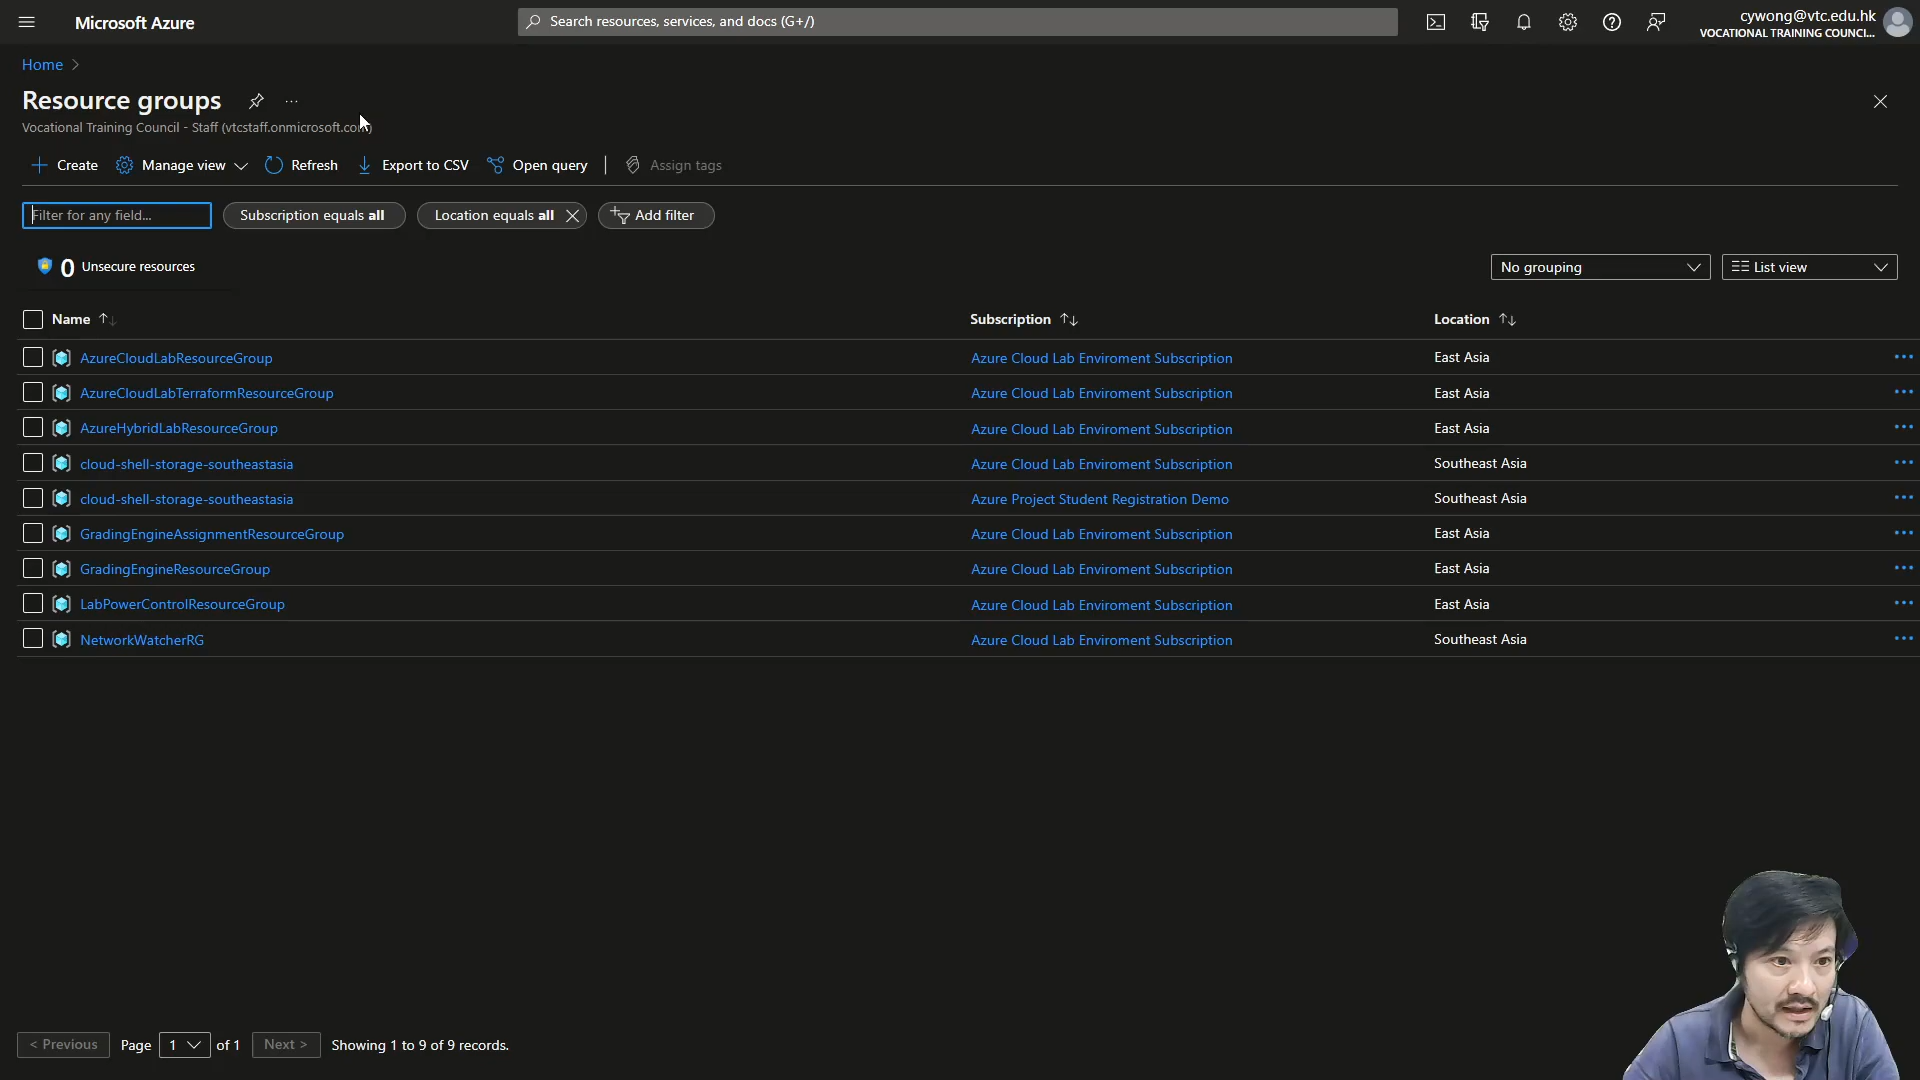 Microsoft Azure
Search resources, services, and docs (G+/)
cywong@vtc.edu.hk
VOCATIONAL TRAINING COUNCI...
Home
Resource groups
Vocational Training Council - Staff (vtcstaff.onmicrosoft.com)
Create
Manage view
Refresh
Export to CSV
Open query
Assign tags
Filter for any field...
Subscription equals all
Location equals all
Add filter
0 Unsecure resources
No grouping
List view
Name Subscription Location
AzureCloudLabResourceGroup Azure Cloud Lab Enviroment Subscription East Asia
AzureCloudLabTerraformResourceGroup Azure Cloud Lab Enviroment Subscription East Asia
AzureHybridLabResourceGroup Azure Cloud Lab Enviroment Subscription East Asia
cloud-shell-storage-southeastasia Azure Cloud Lab Enviroment Subscription Southeast Asia
cloud-shell-storage-southeastasia Azure Project Student Registration Demo Southeast Asia
GradingEngineAssignmentResourceGroup Azure Cloud Lab Enviroment Subscription East Asia
GradingEngineResourceGroup Azure Cloud Lab Enviroment Subscription East Asia
LabPowerControlResourceGroup Azure Cloud Lab Enviroment Subscription East Asia
NetworkWatcherRG Azure Cloud Lab Enviroment Subscription Southeast Asia
< Previous Page 1 of 1 Next > Showing 1 to 9 of 9 records.